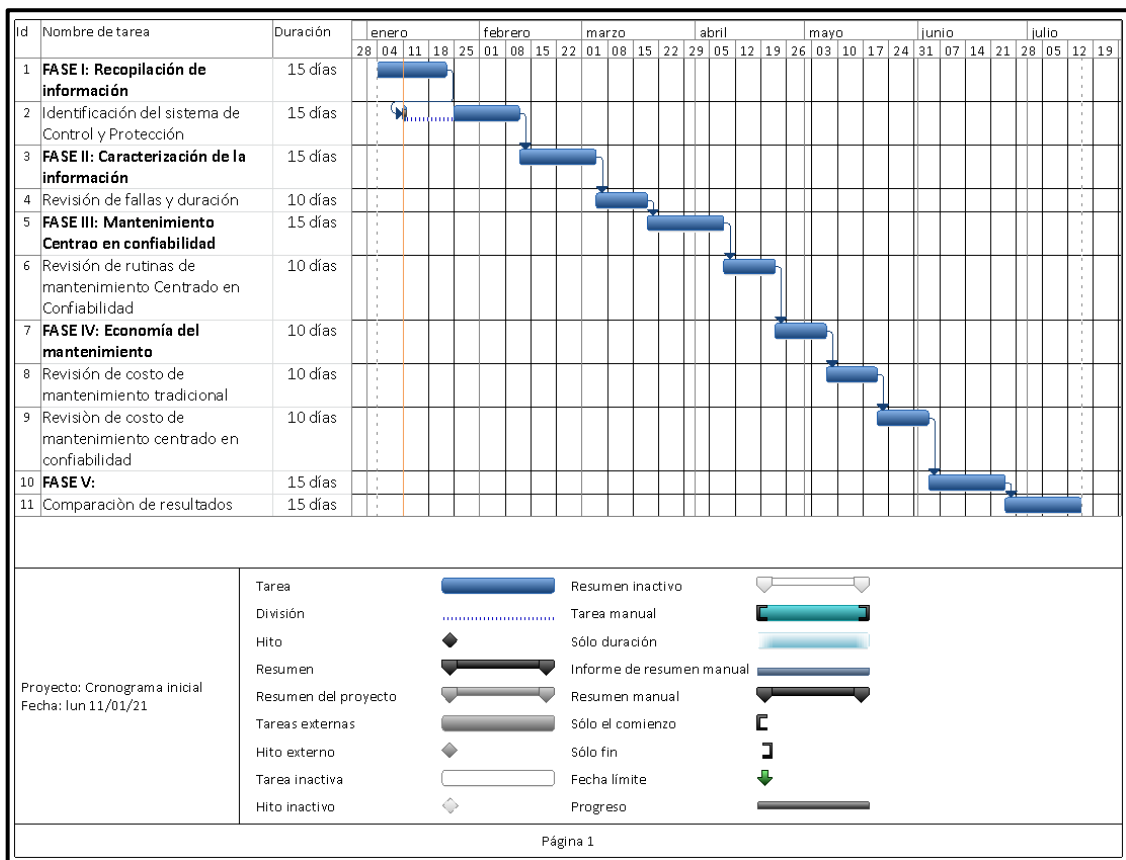 Id Nombre de tarea Duración enero febrero marzo abril mayo junio julio
28 04 11 18 25 01 08 15 22 01 08 15 22 29 05 12 19 26 03 10 17 24 31 07 14 21 28 05 12 19
1 FASE I: Recopilación de 15 días
información
2 Identificación del sistema de 15 días
Control y Protección
3 FASE II: Caracterización de la 15 días
información
4 Revisión de fallas y duración 10 días
5 FASE III: Mantenimiento 15 días
Centrao en confiabilidad
6 Revisión de rutinas de 10 días
mantenimiento Centrado en
Confiabilidad
7 FASE IV: Economía del 10 días
mantenimiento
8 Revisión de costo de 10 días
mantenimiento tradicional
9 Revisiòn de costo de 10 días
mantenimiento centrado en
confiabilidad
10 FASE V: 15 días
11 Comparaciòn de resultados 15 días
Proyecto: Cronograma inicial
Fecha: lun 11/01/21
Tarea
División
Hito
Resumen
Resumen del proyecto
Tareas externas
Hito externo
Tarea inactiva
Hito inactivo
Resumen inactivo
Tarea manual
Sólo duración
Informe de resumen manual
Resumen manual
Sólo el comienzo
Sólo fin
Fecha límite
Progreso
Página 1